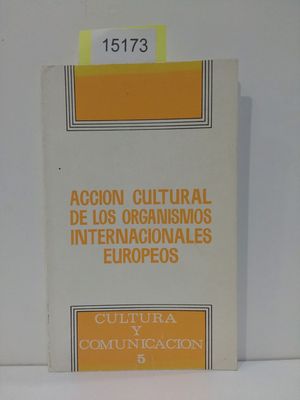 15173
ACCION CULTURAL
DE LOS ORGANISMOS
INTERNACIONALES
EUROPEOS
CULTURA
Y
COMUNICACION
5